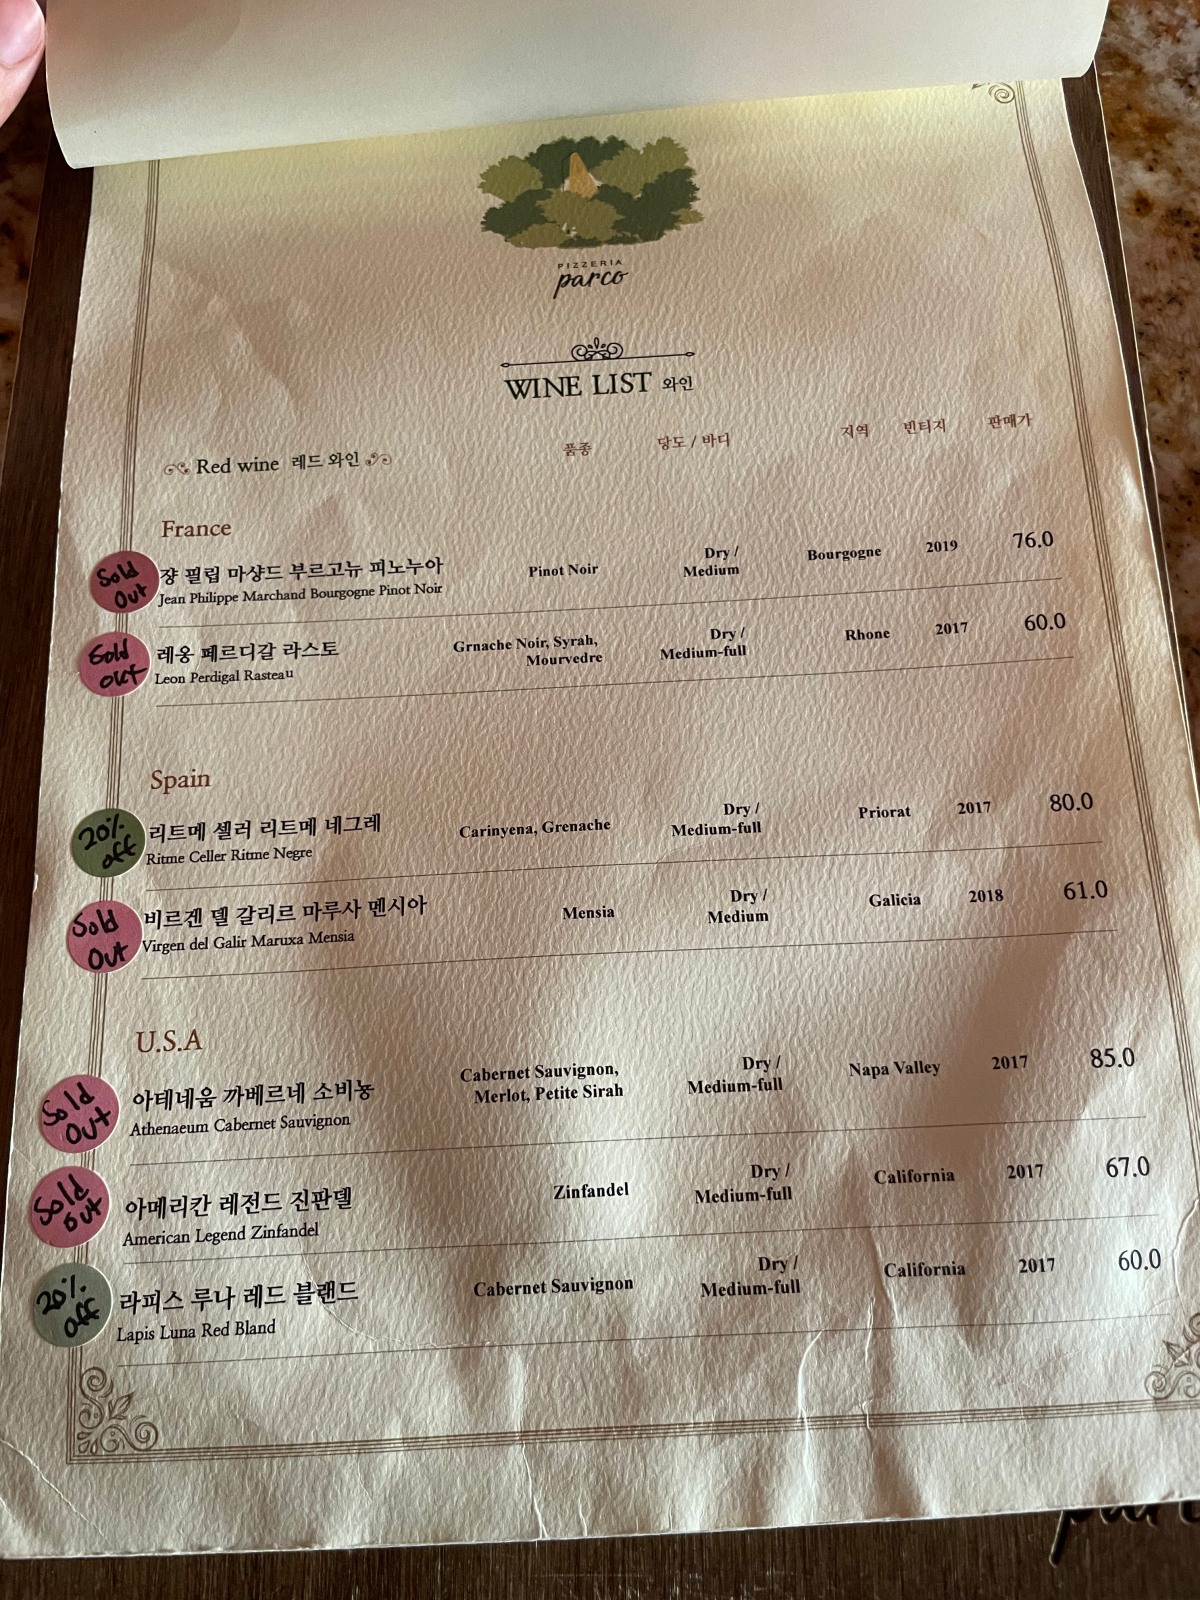 PIZZERIA
parco
WINE LIST 와인
Red wine 레드 와인 품종 당도 / 바디 지역 빈티지 판매가
France
Sold
Out
쟝 필립 마샹드 부르고뉴 피노누아 Pinot Noir Dry /
Medium Bourgogne 2019 76.0
Jean Philippe Marchand Bourgogne Pinot Noir
Sold
out
레옹 페르디갈 라스토 Grnache Noir, Syrah,
Mourvedre Dry /
Medium-full Rhone 2017 60.0
Leon Perdigal Rasteau
Spain
20%
off
리트메 셀러 리트메 네그레 Carinyena, Grenache Dry /
Medium-full Priorat 2017 80.0
Ritme Celler Ritme Negre
Sold
Out
비르겐 델 갈리르 마루사 멘시아 Mensia Dry /
Medium Galicia 2018 61.0
Virgen del Galir Maruxa Mensia
U.S.A
Sold
Out
아테네움 까베르네 소비뇽 Cabernet Sauvignon,
Merlot, Petite Sirah Dry /
Medium-full Napa Valley 2017 85.0
Athenaeum Cabernet Sauvignon
Sold
out
아메리칸 레전드 진판델 Zinfandel Dry /
Medium-full California 2017 67.0
American Legend Zinfandel
20%
off
라피스 루나 레드 블랜드 Cabernet Sauvignon Dry /
Medium-full California 2017 60.0
Lapis Luna Red Bland